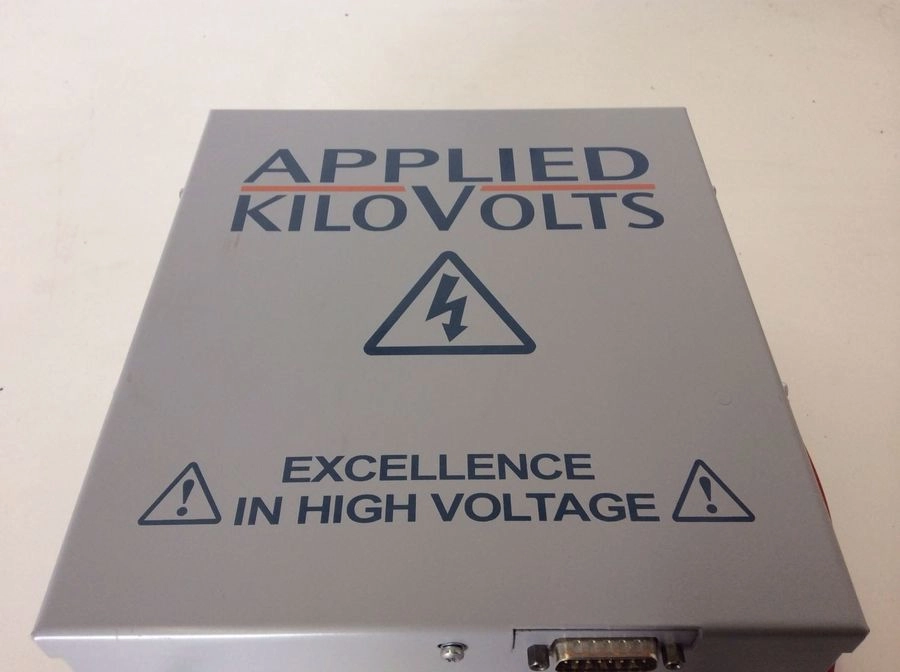 APPLIED
KILOVOLTS
EXCELLENCE
IN HIGH VOLTAGE